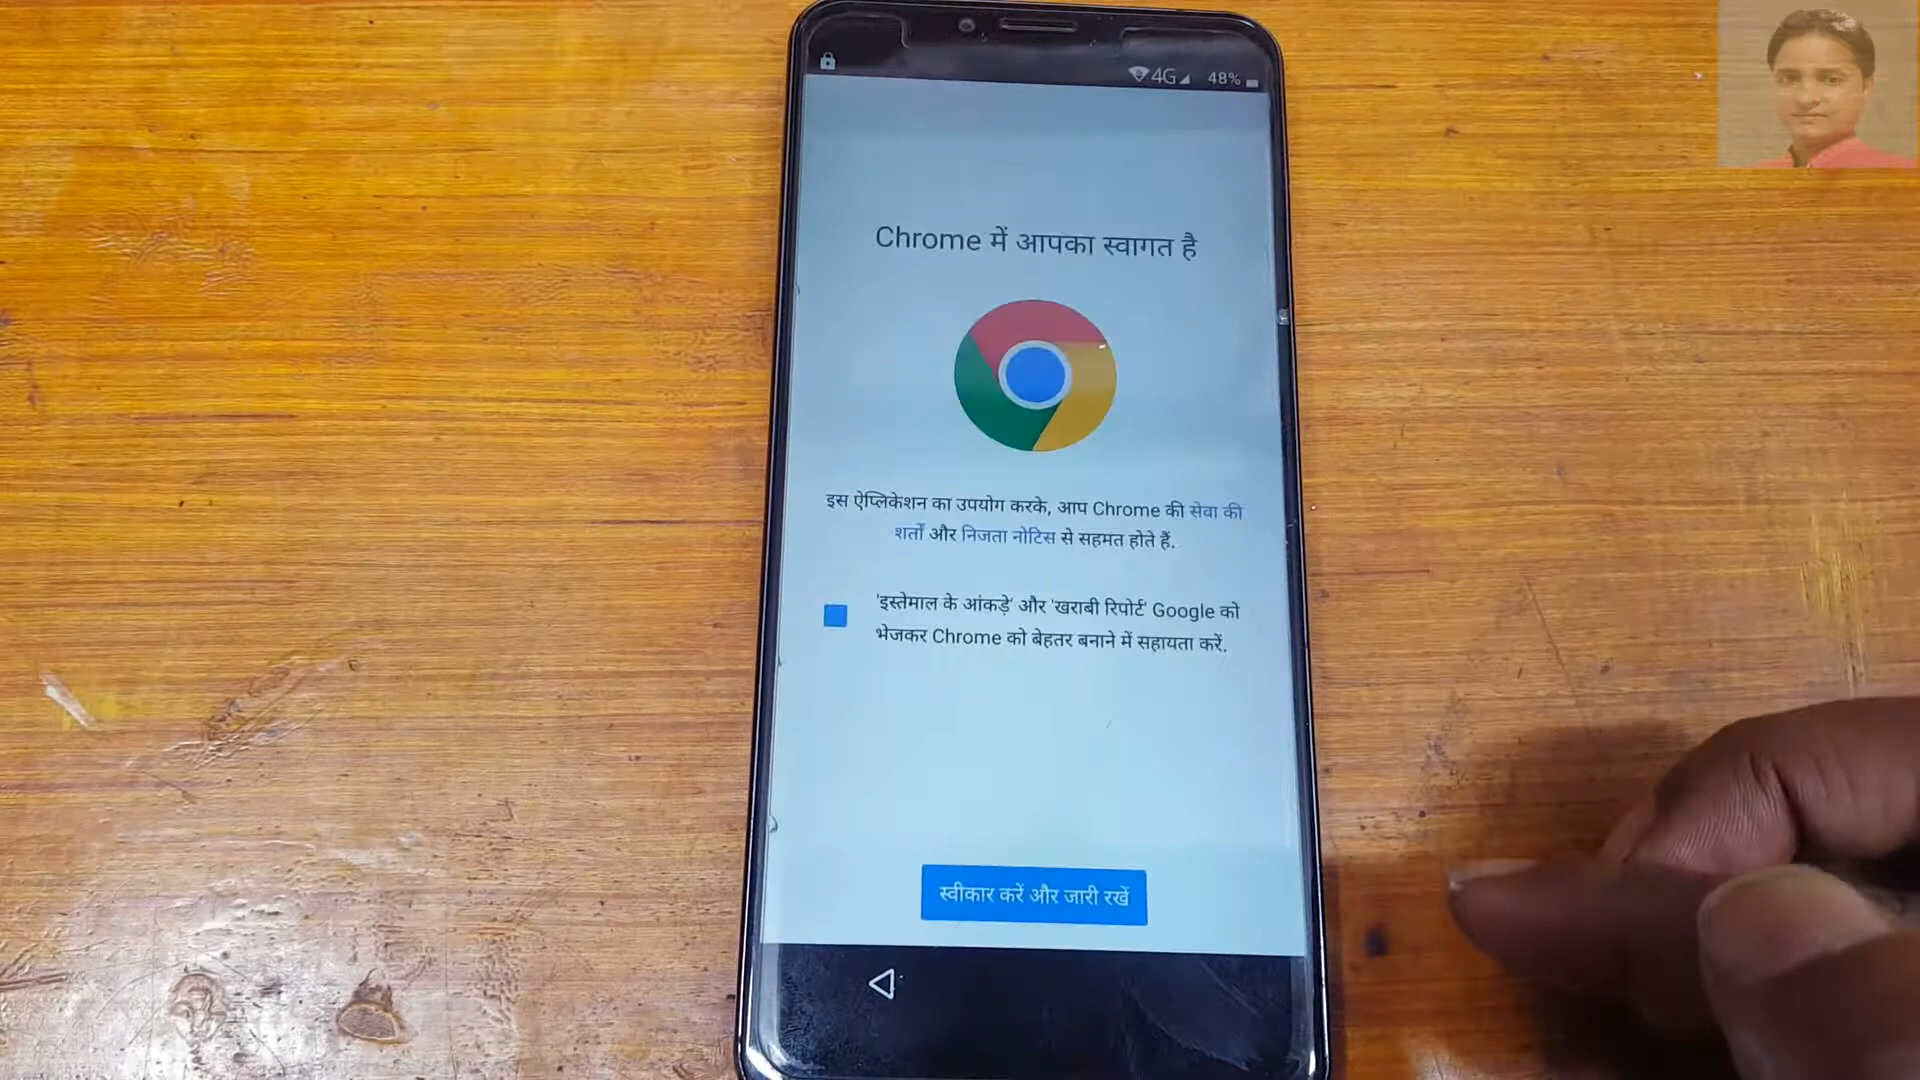 4G 48%
Chrome में आपका स्वागत है
इस ऐप्लिकेशन का उपयोग करके, आप Chrome की सेवा की
शर्तों और निजता नोटिस से सहमत होते हैं.
'इस्तेमाल के आंकड़े' और 'खराबी रिपोर्ट' Google को
भेजकर Chrome को बेहतर बनाने में सहायता करें.
स्वीकार करें और जारी रखें